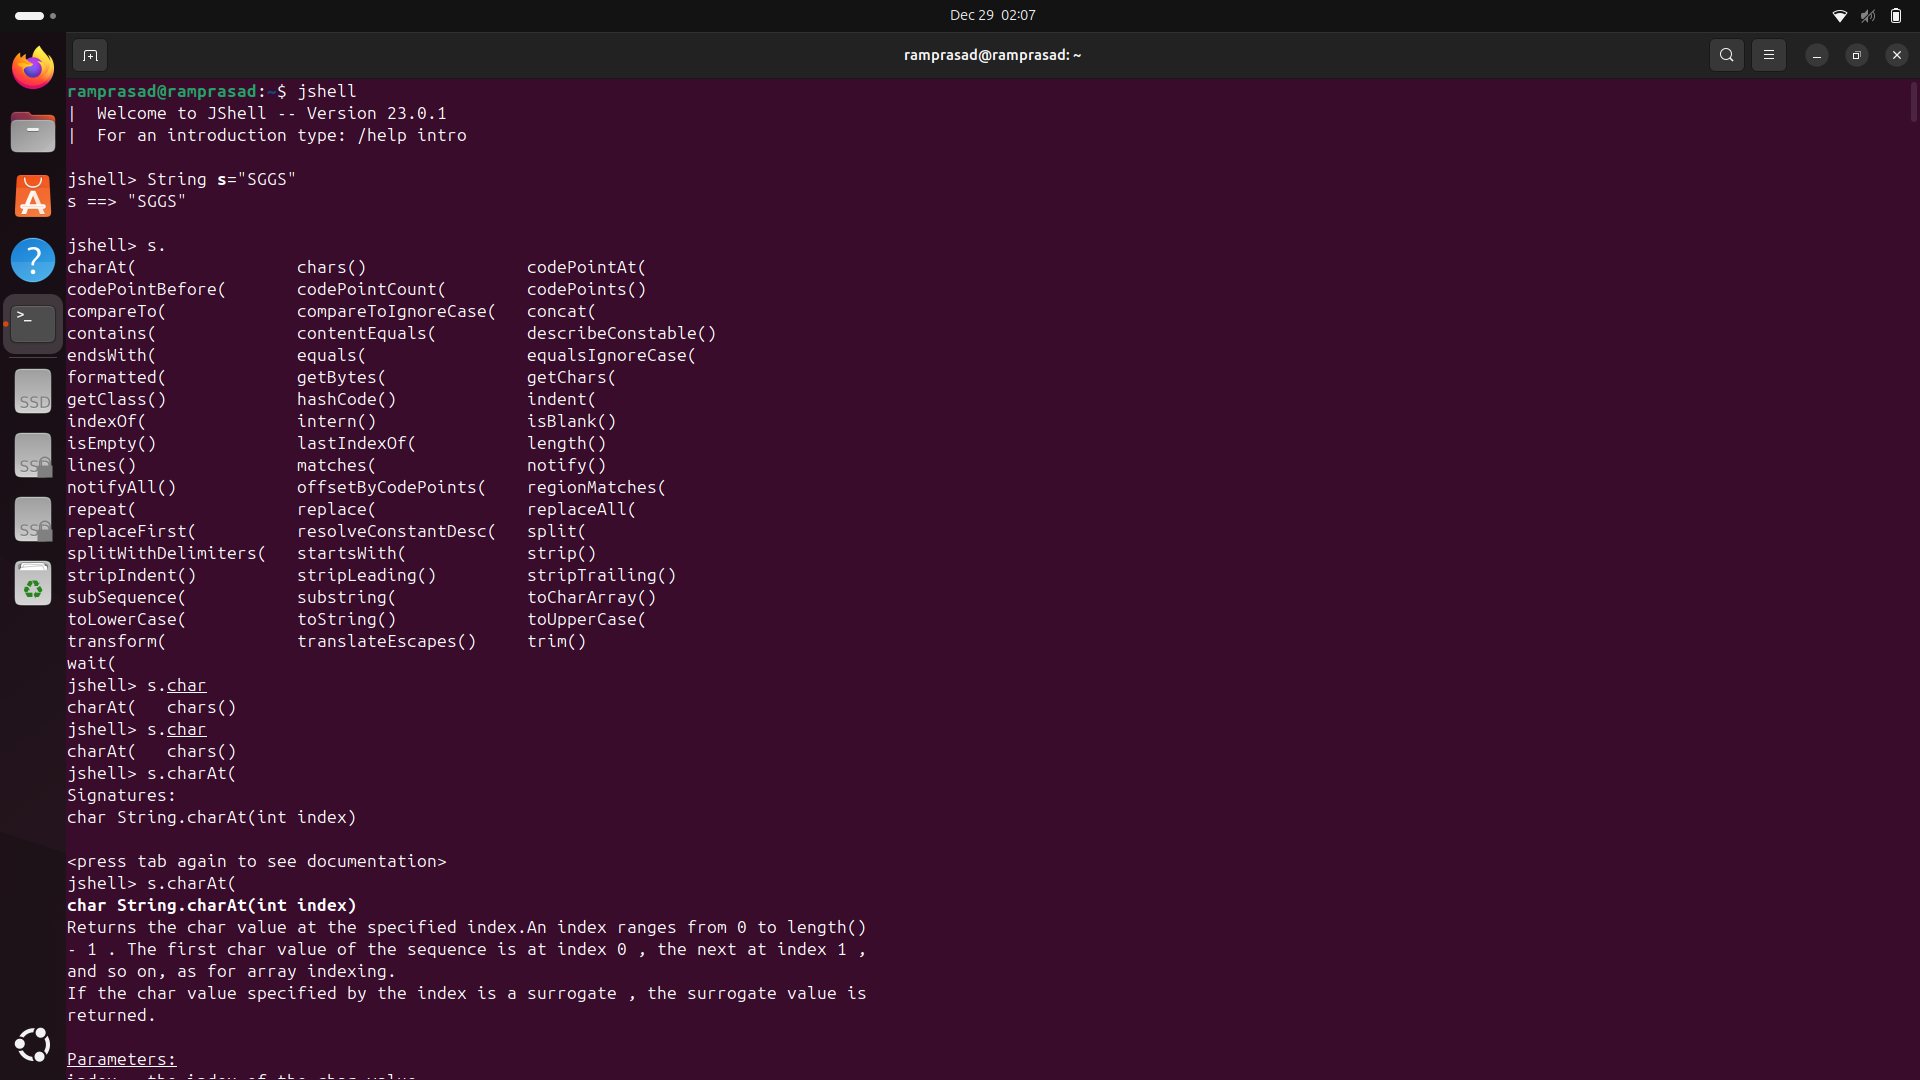 Dec 29 02:07
ramprasad@ramprasad: ~
ramprasad@ramprasad:~$ jshell
| Welcome to JShell -- Version 23.0.1
| For an introduction type: /help intro
jshell> String s="SGGS"
s ==> "SGGS"
jshell> s.
charAt( chars() codePointAt(
codePointBefore( codePointCount( codePoints()
compareTo( compareToIgnoreCase( concat(
contains( contentEquals( describeConstable()
endsWith( equals( equalsIgnoreCase(
formatted( getBytes( getChars(
getClass() hashCode() indent(
indexOf( intern() isBlank()
isEmpty() lastIndexOf( length()
lines() matches( notify()
notifyAll() offsetByCodePoints( regionMatches(
repeat( replace( replaceAll(
replaceFirst( resolveConstantDesc( split(
splitWithDelimiters( startsWith( strip()
stripIndent() stripLeading() stripTrailing()
subSequence( substring( toCharArray()
toLowerCase( toString() toUpperCase(
transform( translateEscapes() trim()
wait(
jshell> s.char
charAt( chars()
jshell> s.char
charAt( chars()
jshell> s.charAt(
Signatures:
char String.charAt(int index)
<press tab again to see documentation>
jshell> s.charAt(
char String.charAt(int index)
Returns the char value at the specified index.An index ranges from 0 to length()
- 1 . The first char value of the sequence is at index 0 , the next at index 1 ,
and so on, as for array indexing.
If the char value specified by the index is a surrogate , the surrogate value is
returned.
Parameters:
index - the index of the char value.
SSD